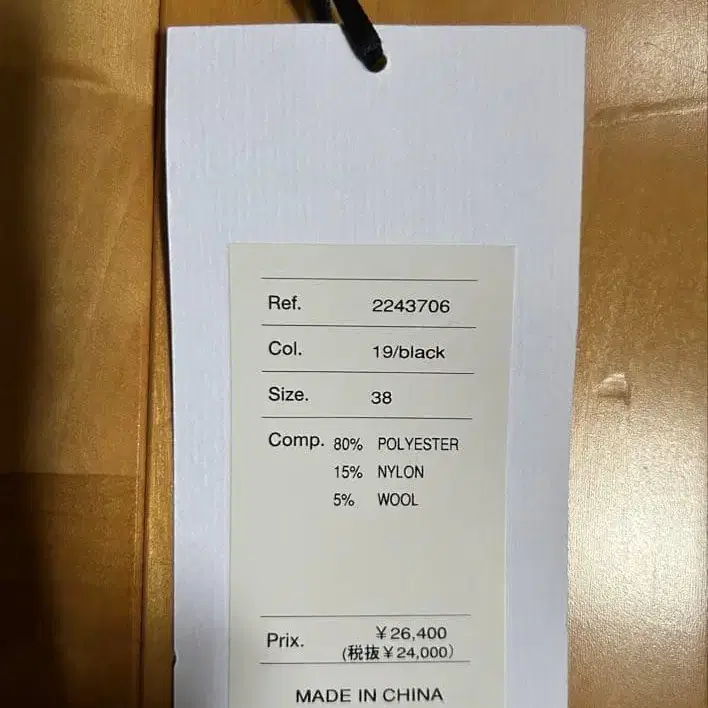 Ref. 2243706
Col. 19/black
Size. 38
Comp. 80% POLYESTER
15% NYLON
5% WOOL
Prix. ¥26,400
(税抜¥24,000)
MADE IN CHINA